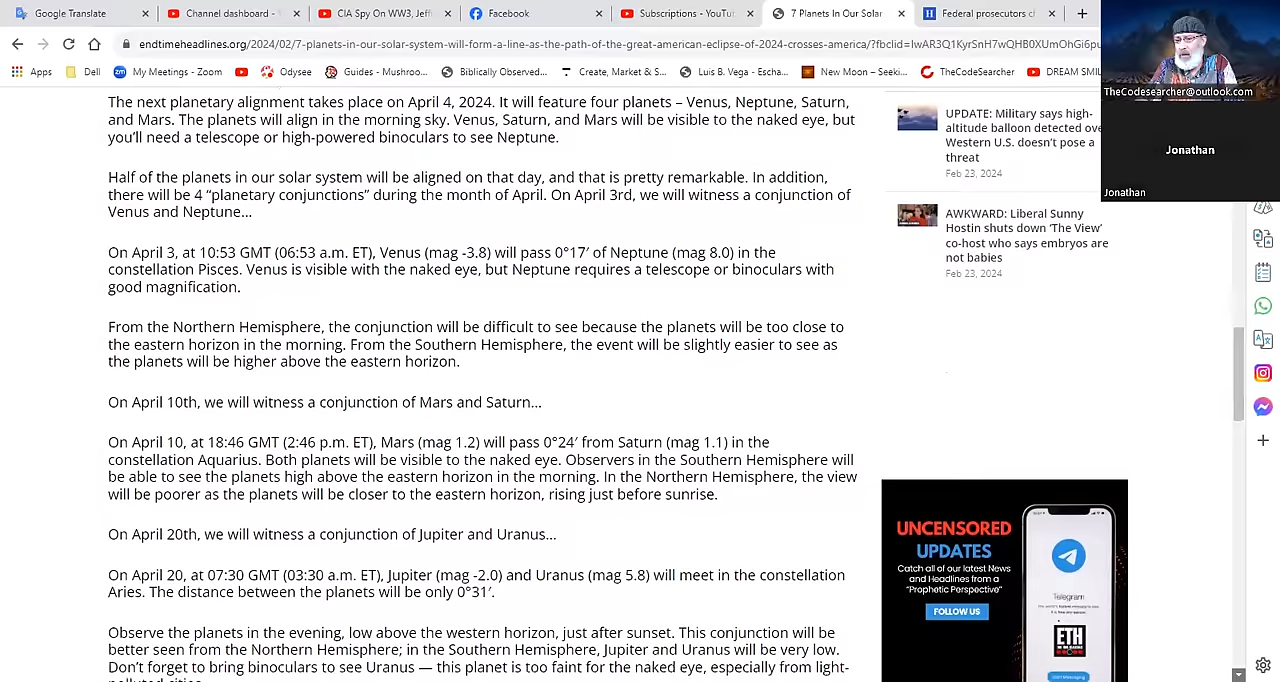 Google Translate
Channel dashboard -
CIA Spy On WW3, Jeff
Facebook
Subscriptions - YouTu
7 Planets In Our Solar
Federal prosecutors cl
endtimeheadlines.org/2024/02/7-planets-in-our-solar-system-will-form-a-line-as-the-path-of-the-great-american-eclipse-of-2024-crosses-america/?fbclid=IwAR3Q1KyrSnH7wQHB0XUmOhGi6pu
Apps
Dell
My Meetings - Zoom
Odysee
Guides - Mushroo...
Biblically Observed...
Create, Market & S...
Luis B. Vega - Escha...
New Moon – Seeki...
TheCodeSearcher
DREAM SMIL
The next planetary alignment takes place on April 4, 2024. It will feature four planets – Venus, Neptune, Saturn,
and Mars. The planets will align in the morning sky. Venus, Saturn, and Mars will be visible to the naked eye, but
you'll need a telescope or high-powered binoculars to see Neptune.
Half of the planets in our solar system will be aligned on that day, and that is pretty remarkable. In addition,
there will be 4 “planetary conjunctions” during the month of April. On April 3rd, we will witness a conjunction of
Venus and Neptune...
On April 3, at 10:53 GMT (06:53 a.m. ET), Venus (mag -3.8) will pass 0°17′ of Neptune (mag 8.0) in the
constellation Pisces. Venus is visible with the naked eye, but Neptune requires a telescope or binoculars with
good magnification.
From the Northern Hemisphere, the conjunction will be difficult to see because the planets will be too close to
the eastern horizon in the morning. From the Southern Hemisphere, the event will be slightly easier to see as
the planets will be higher above the eastern horizon.
On April 10th, we will witness a conjunction of Mars and Saturn...
On April 10, at 18:46 GMT (2:46 p.m. ET), Mars (mag 1.2) will pass 0°24′ from Saturn (mag 1.1) in the
constellation Aquarius. Both planets will be visible to the naked eye. Observers in the Southern Hemisphere will
be able to see the planets high above the eastern horizon in the morning. In the Northern Hemisphere, the view
will be poorer as the planets will be closer to the eastern horizon, rising just before sunrise.
On April 20th, we will witness a conjunction of Jupiter and Uranus...
On April 20, at 07:30 GMT (03:30 a.m. ET), Jupiter (mag -2.0) and Uranus (mag 5.8) will meet in the constellation
Aries. The distance between the planets will be only 0°31′.
Observe the planets in the evening, low above the western horizon, just after sunset. This conjunction will be
better seen from the Northern Hemisphere; in the Southern Hemisphere, Jupiter and Uranus will be very low.
Don't forget to bring binoculars to see Uranus — this planet is too faint for the naked eye, especially from light-
polluted cities.
UPDATE: Military says high-
altitude balloon detected ove
Western U.S. doesn't pose a
threat
Feb 23, 2024
AWKWARD: Liberal Sunny
Hostin shuts down ‘The View’
co-host who says embryos are
not babies
Feb 23, 2024
UNCENSORED
UPDATES
Catch all of our latest News
and Headlines from a
“Prophetic Perspective”
FOLLOW US
Telegram
ETH
TheCodesearcher@outlook.com
Jonathan
Jonathan